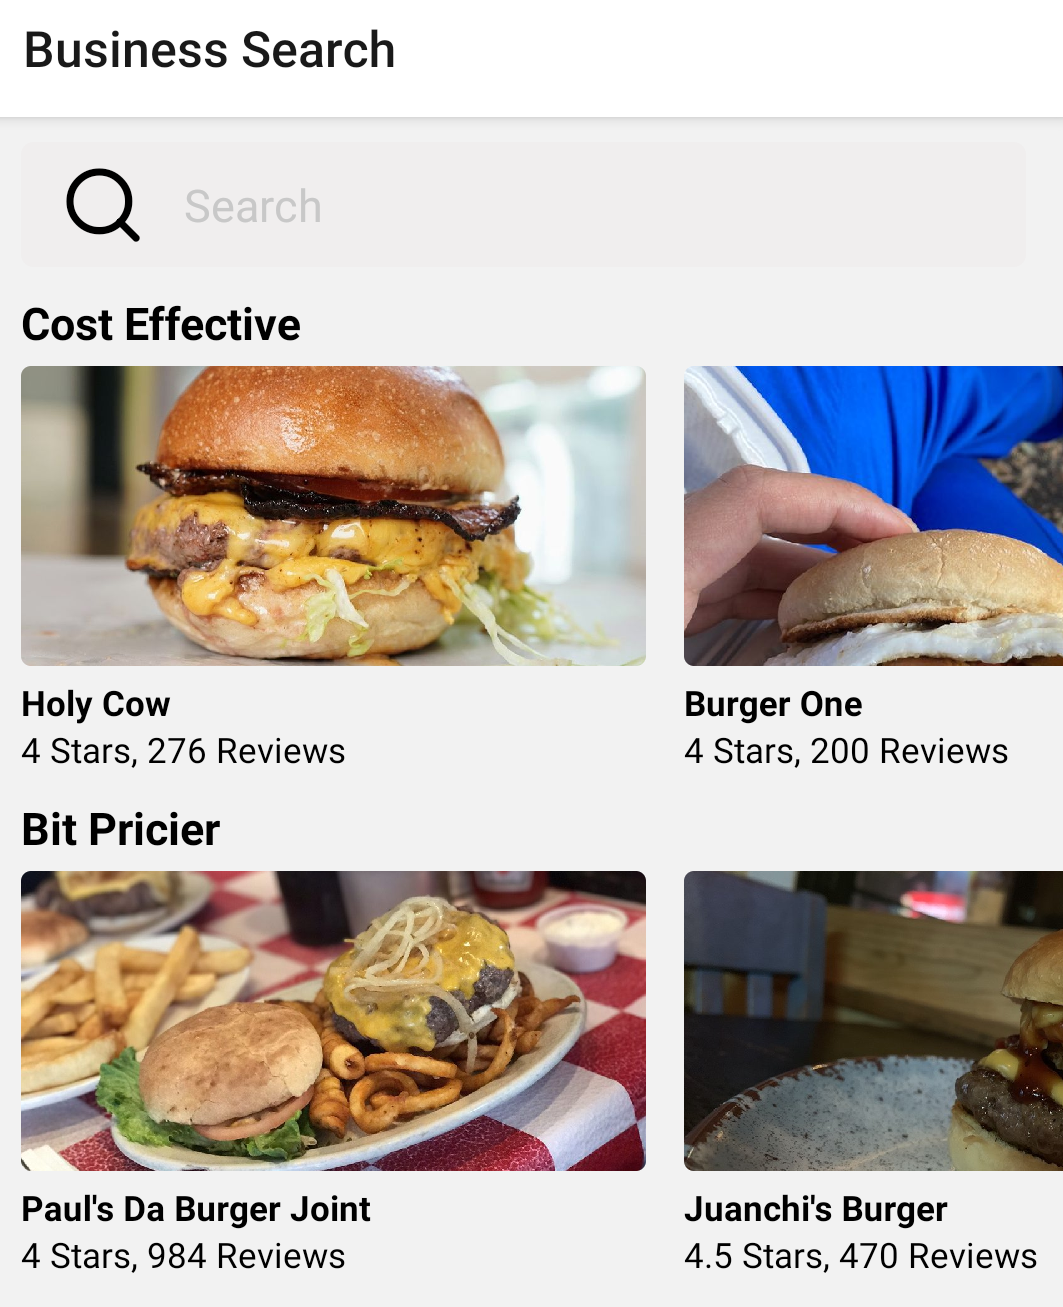 Business Search
Search
Cost Effective
Holy Cow
4 Stars, 276 Reviews
Burger One
4 Stars, 200 Reviews
Bit Pricier
Paul's Da Burger Joint
4 Stars, 984 Reviews
Juanchi's Burger
4.5 Stars, 470 Reviews